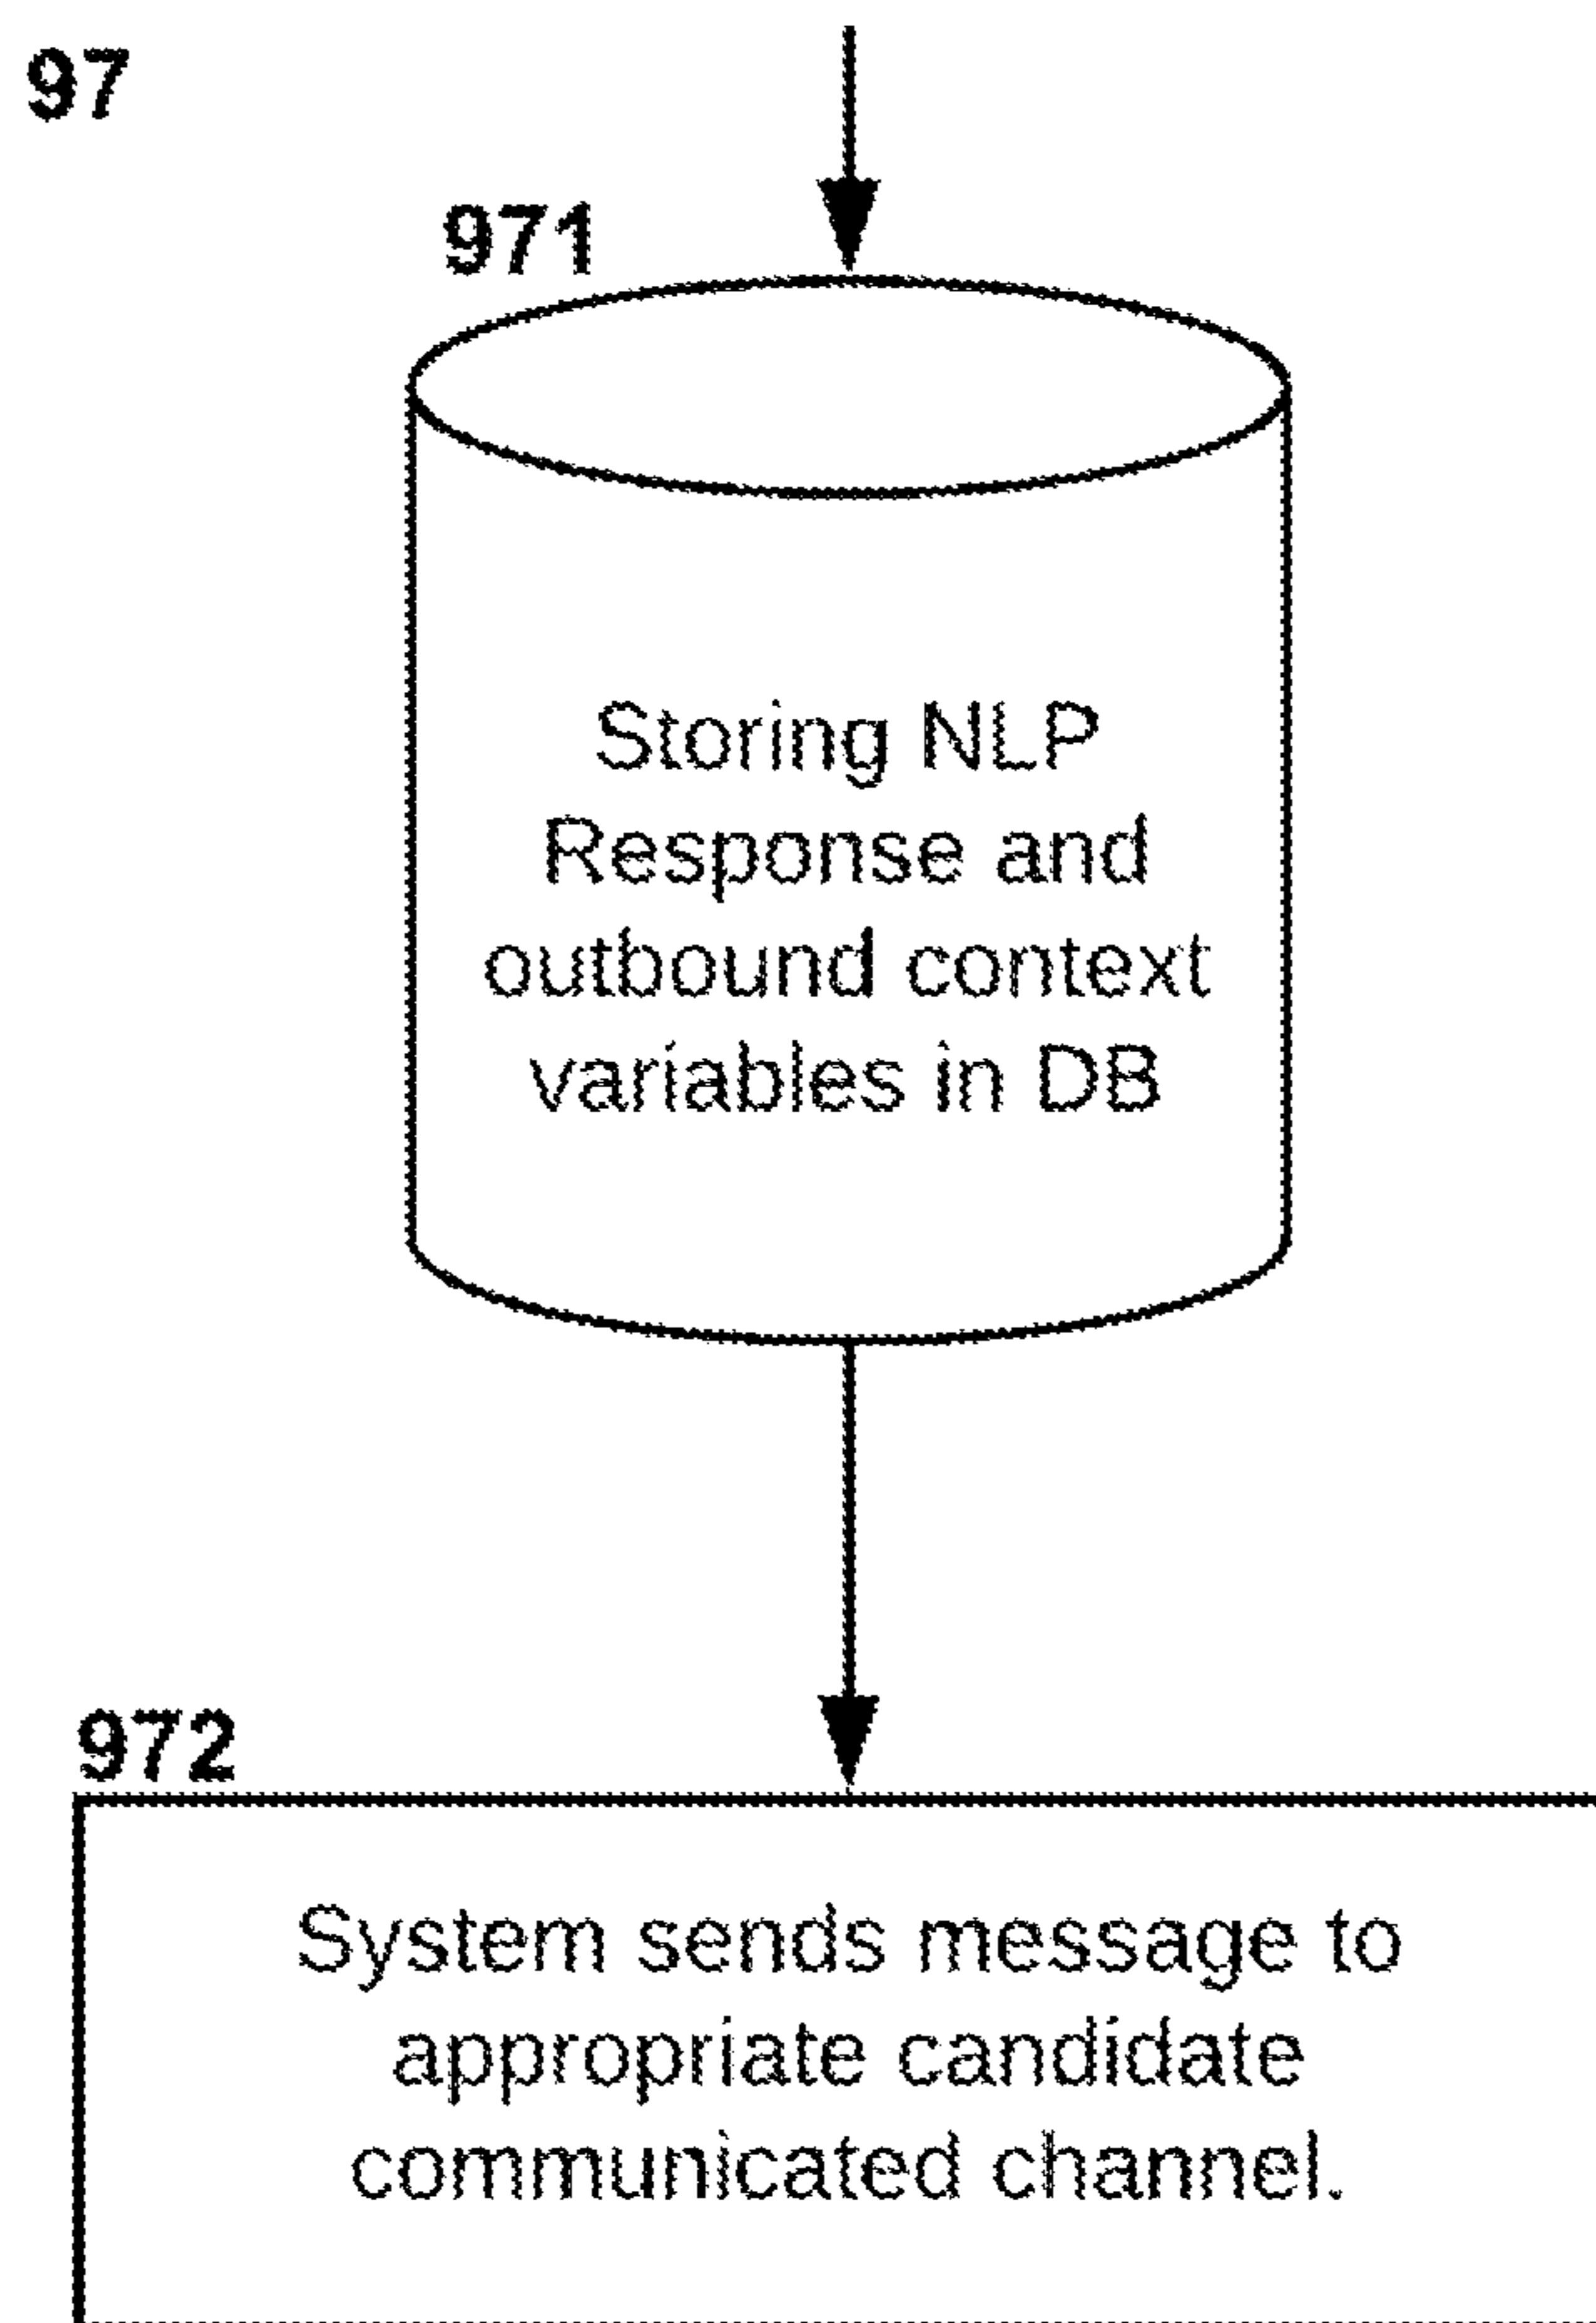 97
971
Storing NLP
Response and
outbound context
variables in DB
972
System sends message to
appropriate candidate
communicated channel.